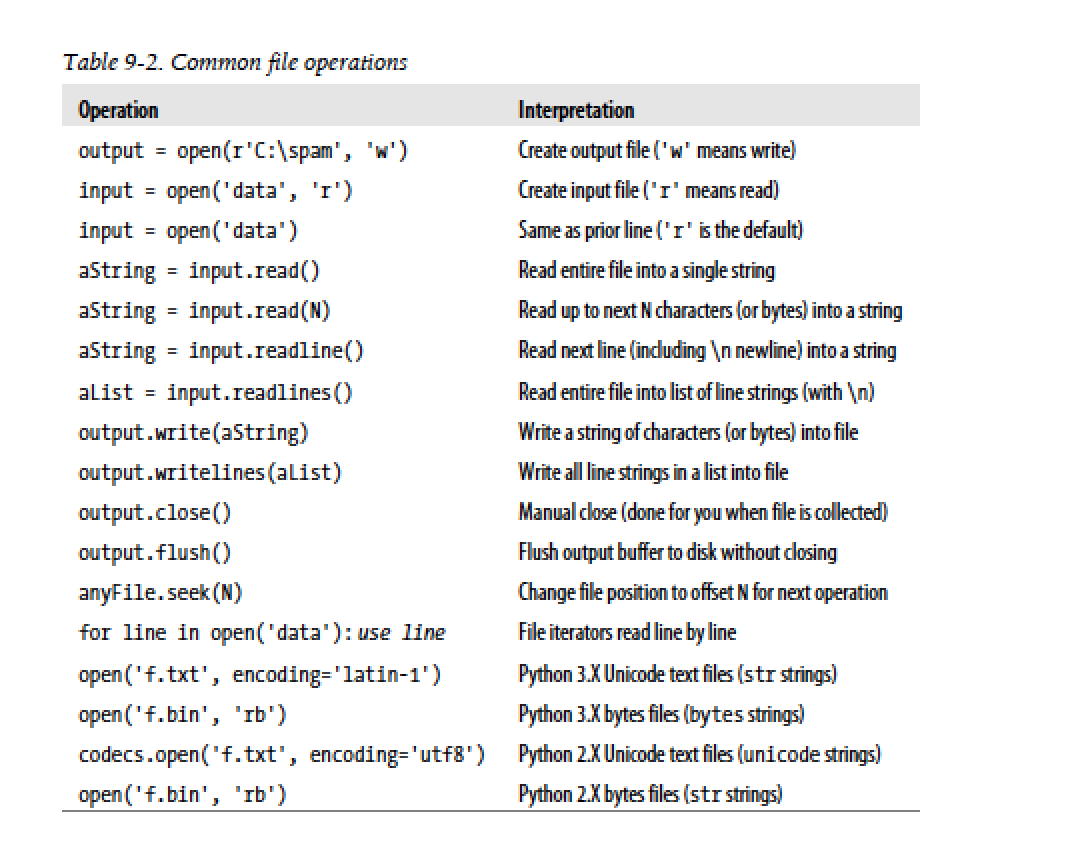 Table 9-2. Common file operations
Operation Interpretation
output = open(r'C:\spam', 'w') Create output file ('w' means write)
input = open('data', 'r') Create input file ('r' means read)
input = open('data') Same as prior line ('r' is the default)
aString = input.read() Read entire file into a single string
aString = input.read(N) Read up to next N characters (or bytes) into a string
aString = input.readline() Read next line (including \n newline) into a string
aList = input.readlines() Read entire file into list of line strings (with \n)
output.write(aString) Write a string of characters (or bytes) into file
output.writelines(aList) Write all line strings in a list into file
output.close() Manual close (done for you when file is collected)
output.flush() Flush output buffer to disk without closing
anyFile.seek(N) Change file position to offset N for next operation
for line in open('data'): use line File iterators read line by line
open('f.txt', encoding='latin-1') Python 3.X Unicode text files (str strings)
open('f.bin', 'rb') Python 3.X bytes files (bytes strings)
codecs.open('f.txt', encoding='utf8') Python 2.X Unicode text files (unicode strings)
open('f.bin', 'rb') Python 2.X bytes files (str strings)